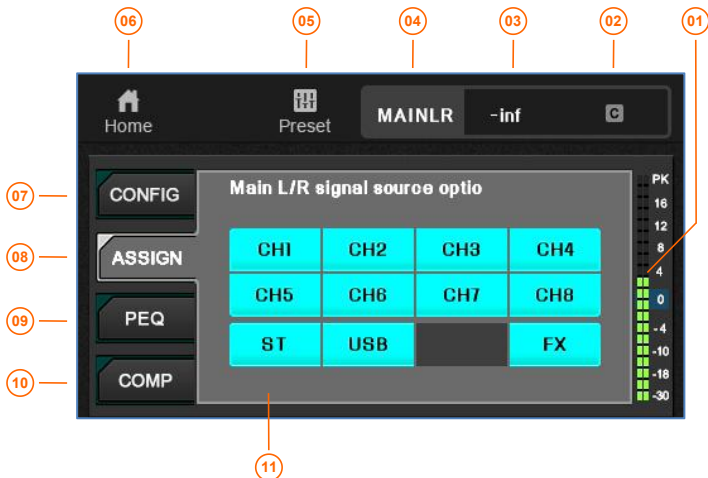 06 05 04 03 02 01
Home Preset MAINLR -inf C
07 CONFIG
08 ASSIGN
09 PEQ
10 COMP
Main L/R signal source optio
CH1 CH2 CH3 CH4
CH5 CH6 CH7 CH8
ST USB FX
11
PK
16
12
8
4
0
-4
-10
-18
-30